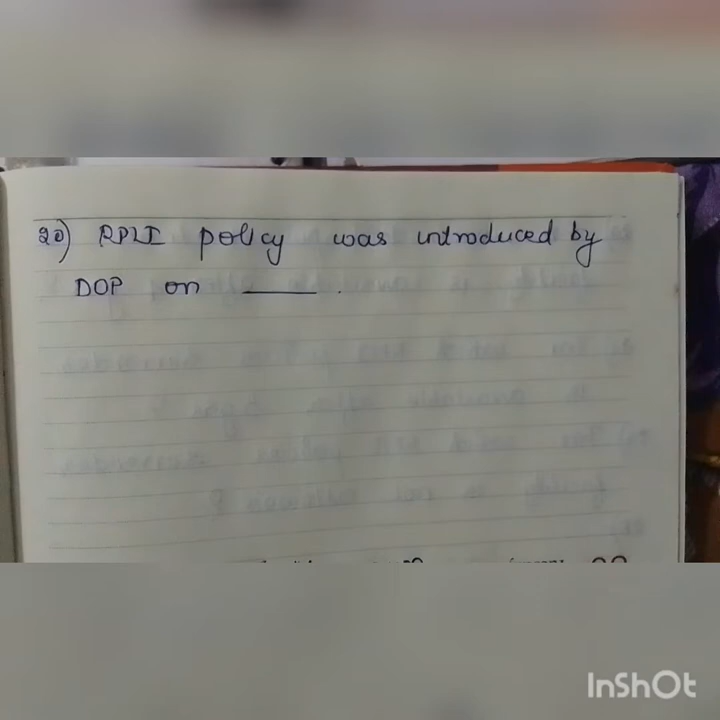 20) RPLI policy was introduced by
DOP on ____ .
InShOt